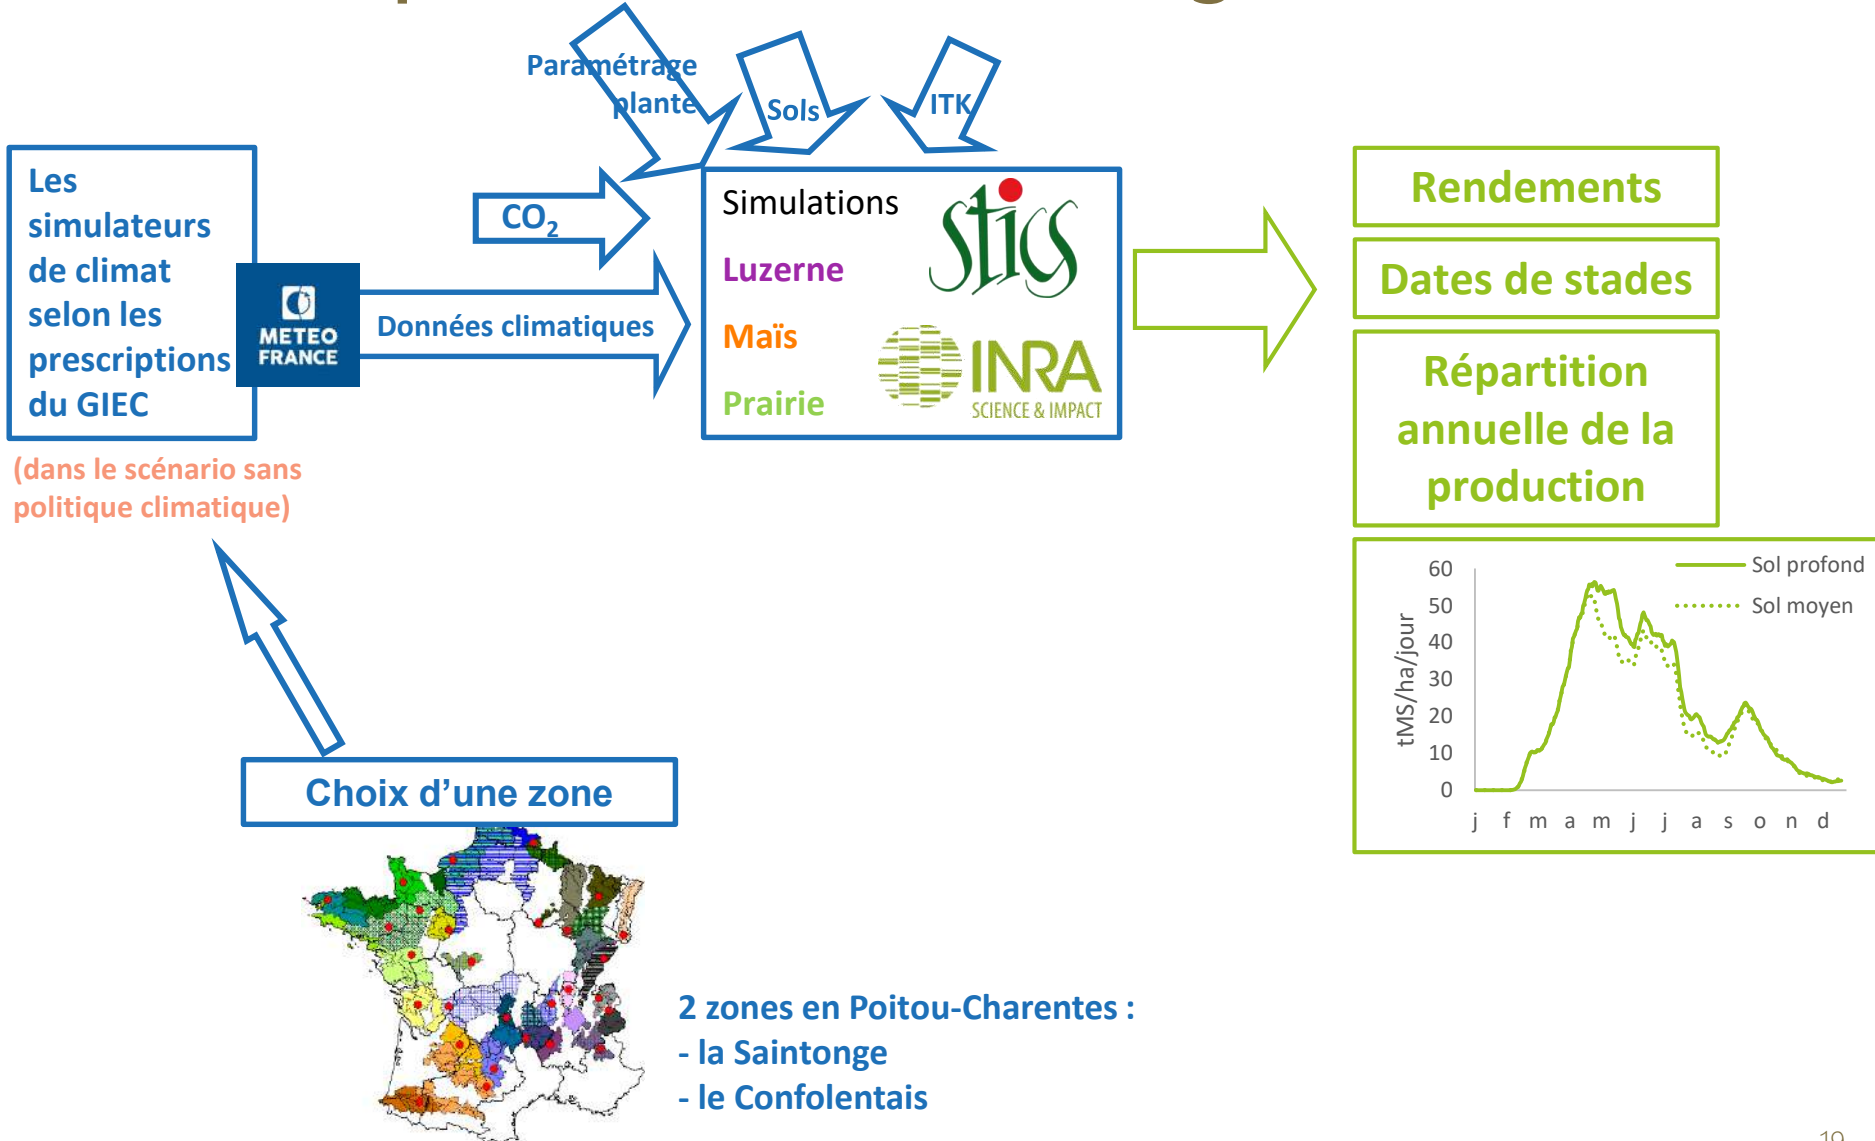 Paramétrage
plante
Sols
ITK
Les
simulateurs
de climat
selon les
prescriptions
du GIEC
METEO
FRANCE
(dans le scénario sans
politique climatique)
CO2
Données climatiques
Simulations
Luzerne
Maïs
Prairie
STICS
INRA
SCIENCE & IMPACT
Rendements
Dates de stades
Répartition
annuelle de la
production
Sol profond
Sol moyen
tMS/ha/jour
60
50
40
30
20
10
0
j f m a m j j a s o n d
Choix d'une zone
2 zones en Poitou-Charentes :
- la Saintonge
- le Confolentais